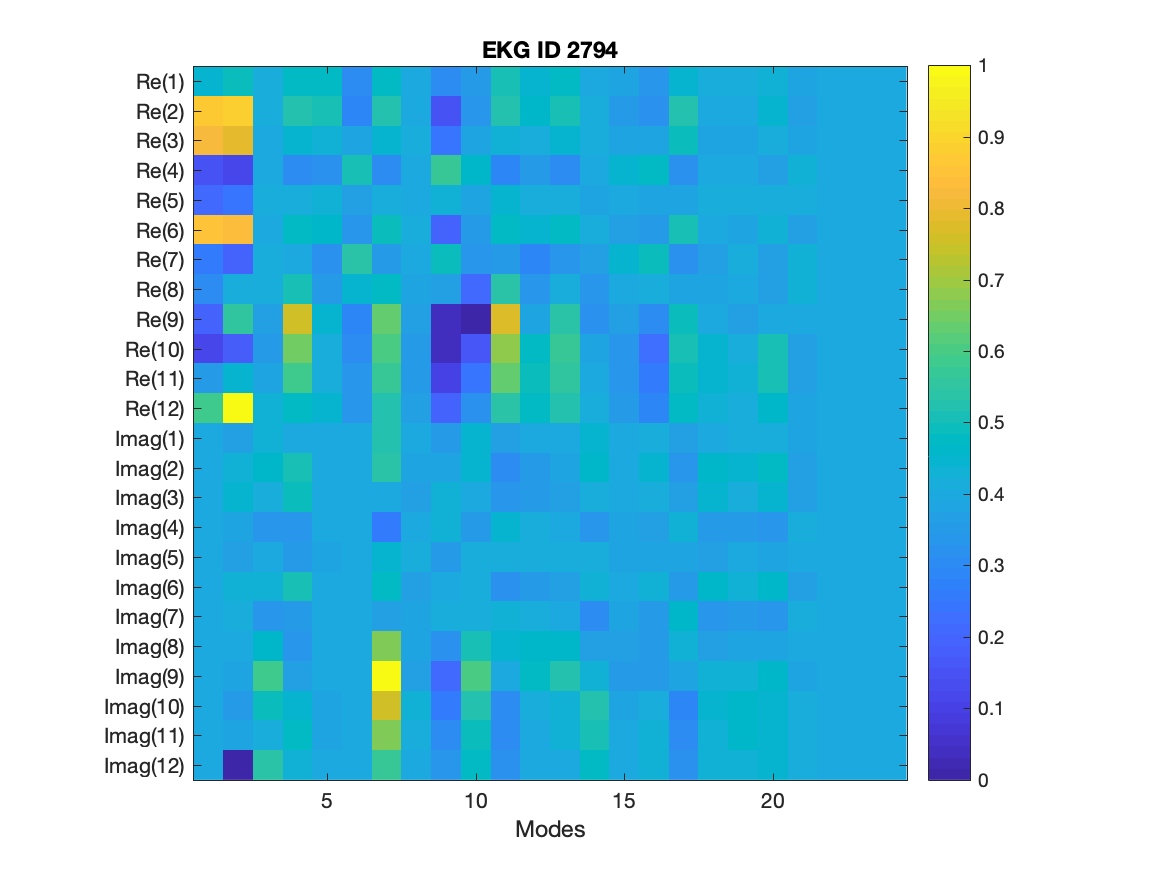 EKG ID 2794
Re(1)
Re(2)
Re(3)
Re(4)
Re(5)
Re(6)
Re(7)
Re(8)
Re(9)
Re(10)
Re(11)
Re(12)
Imag(1)
Imag(2)
Imag(3)
Imag(4)
Imag(5)
Imag(6)
Imag(7)
Imag(8)
Imag(9)
Imag(10)
Imag(11)
Imag(12)
5 10 15 20
Modes
1
0.9
0.8
0.7
0.6
0.5
0.4
0.3
0.2
0.1
0